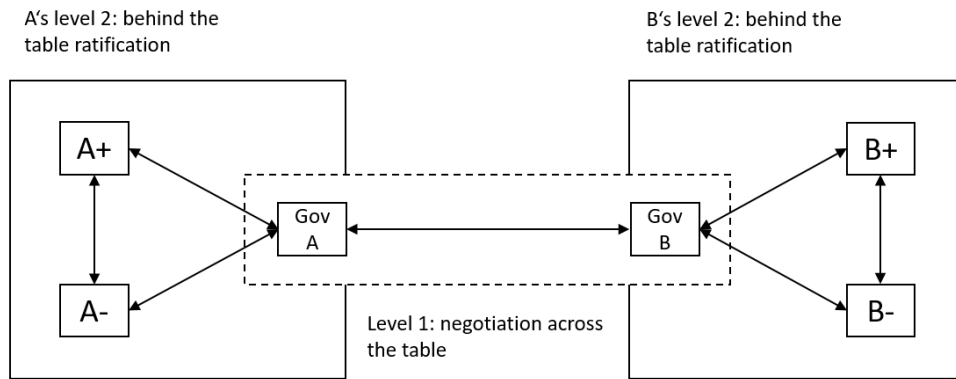 A‘s level 2: behind the
table ratification
B‘s level 2: behind the
table ratification
A+
B+
Gov
A
Gov
B
A-
B-
Level 1: negotiation across
the table